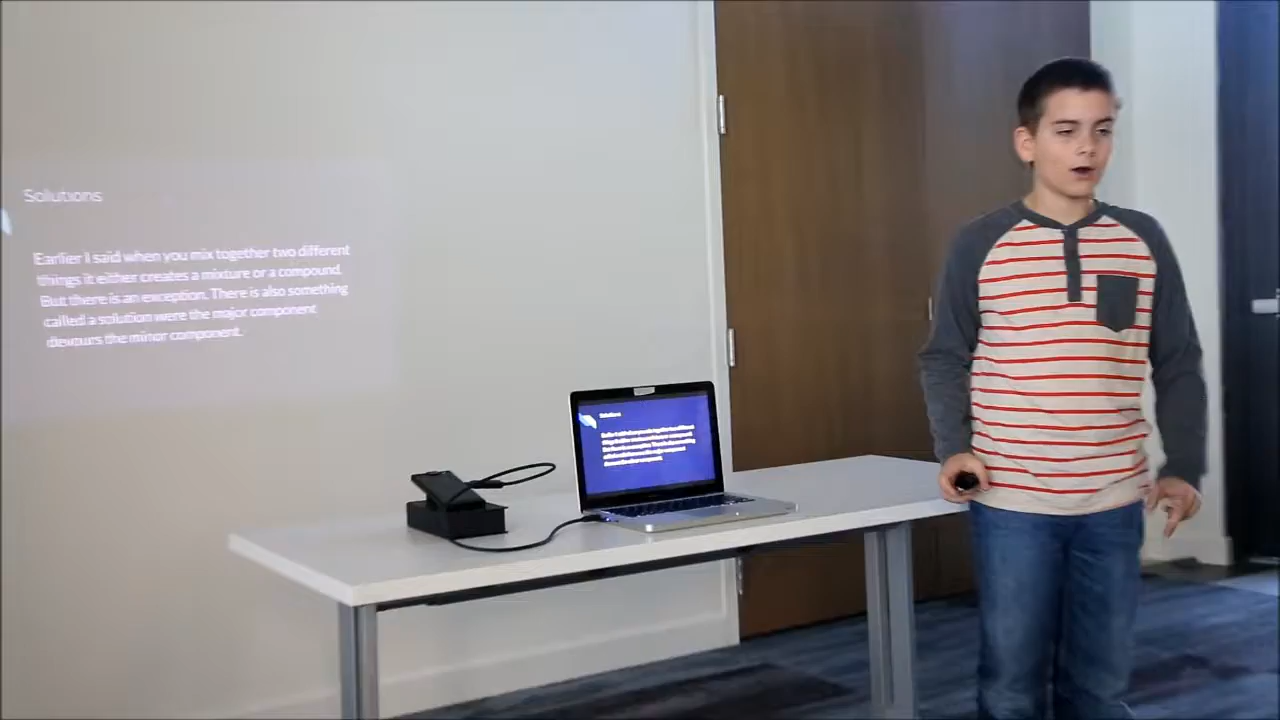 Solutions
Earlier I said when you mix together two different
things it either creates a mixture or a compound.
But there is an exception. There is also something
called a solution were the major component
devours the minor component.
Solutions